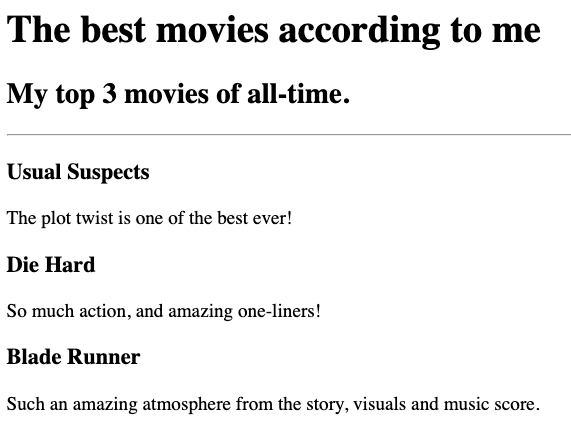 The best movies according to me
My top 3 movies of all-time.
Usual Suspects
The plot twist is one of the best ever!
Die Hard
So much action, and amazing one-liners!
Blade Runner
Such an amazing atmosphere from the story, visuals and music score.